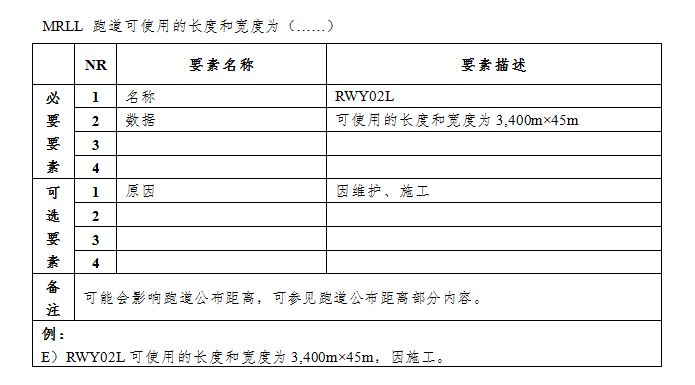 MRLL 跑道可使用的长度和宽度为（……）
NR 要素名称 要素描述
必要要素
1 名称 RWY02L
2 数据 可使用的长度和宽度为 3,400m×45m
3
4
可选要素
1 原因 因维护、施工
2
3
4
备注 可能会影响跑道公布距离，可参见跑道公布距离部分内容。
例：
E）RWY02L 可使用的长度和宽度为 3,400m×45m，因施工。